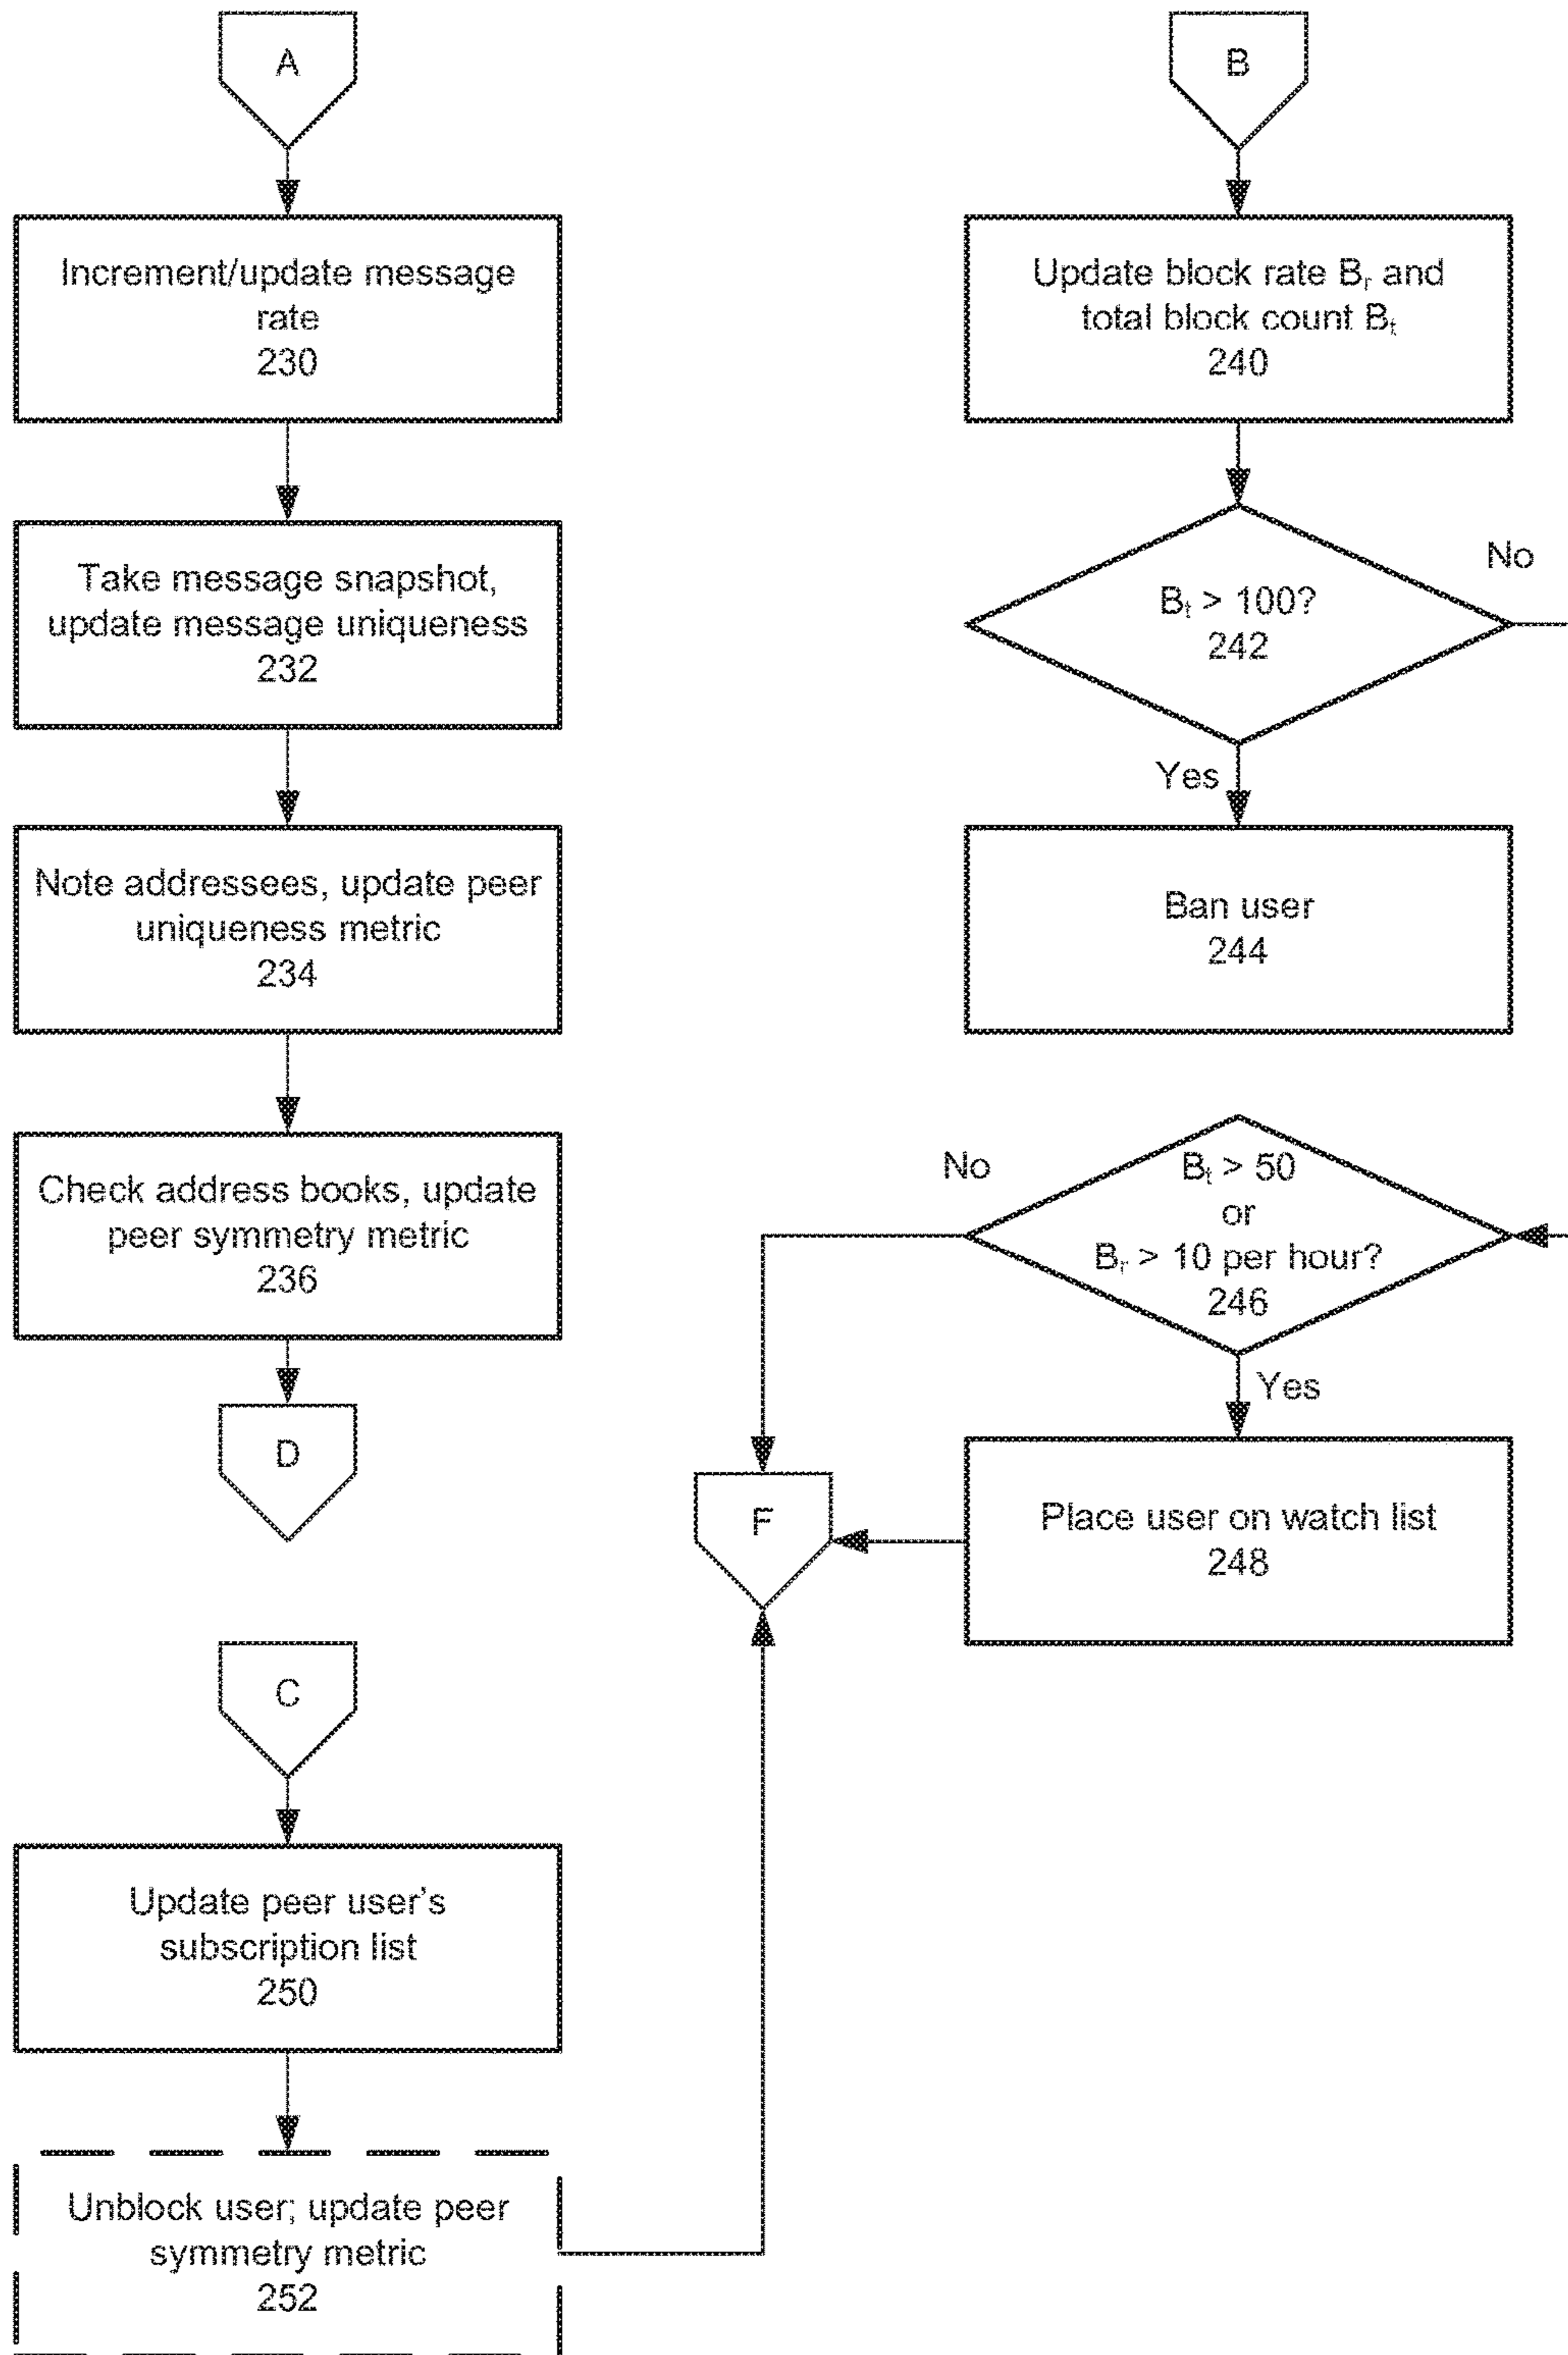 A
Increment/update message
rate
230
Take message snapshot,
update message uniqueness
232
Note addressees, update peer
uniqueness metric
234
Check address books, update
peer symmetry metric
236
D
C
Update peer user's
subscription list
250
Unblock user; update peer
symmetry metric
252
B
Update block rate Br and
total block count Bt
240
Bt > 100?
242
No
Yes
Ban user
244
Bt > 50
or
Br > 10 per hour?
246
No
Yes
Place user on watch list
248
F